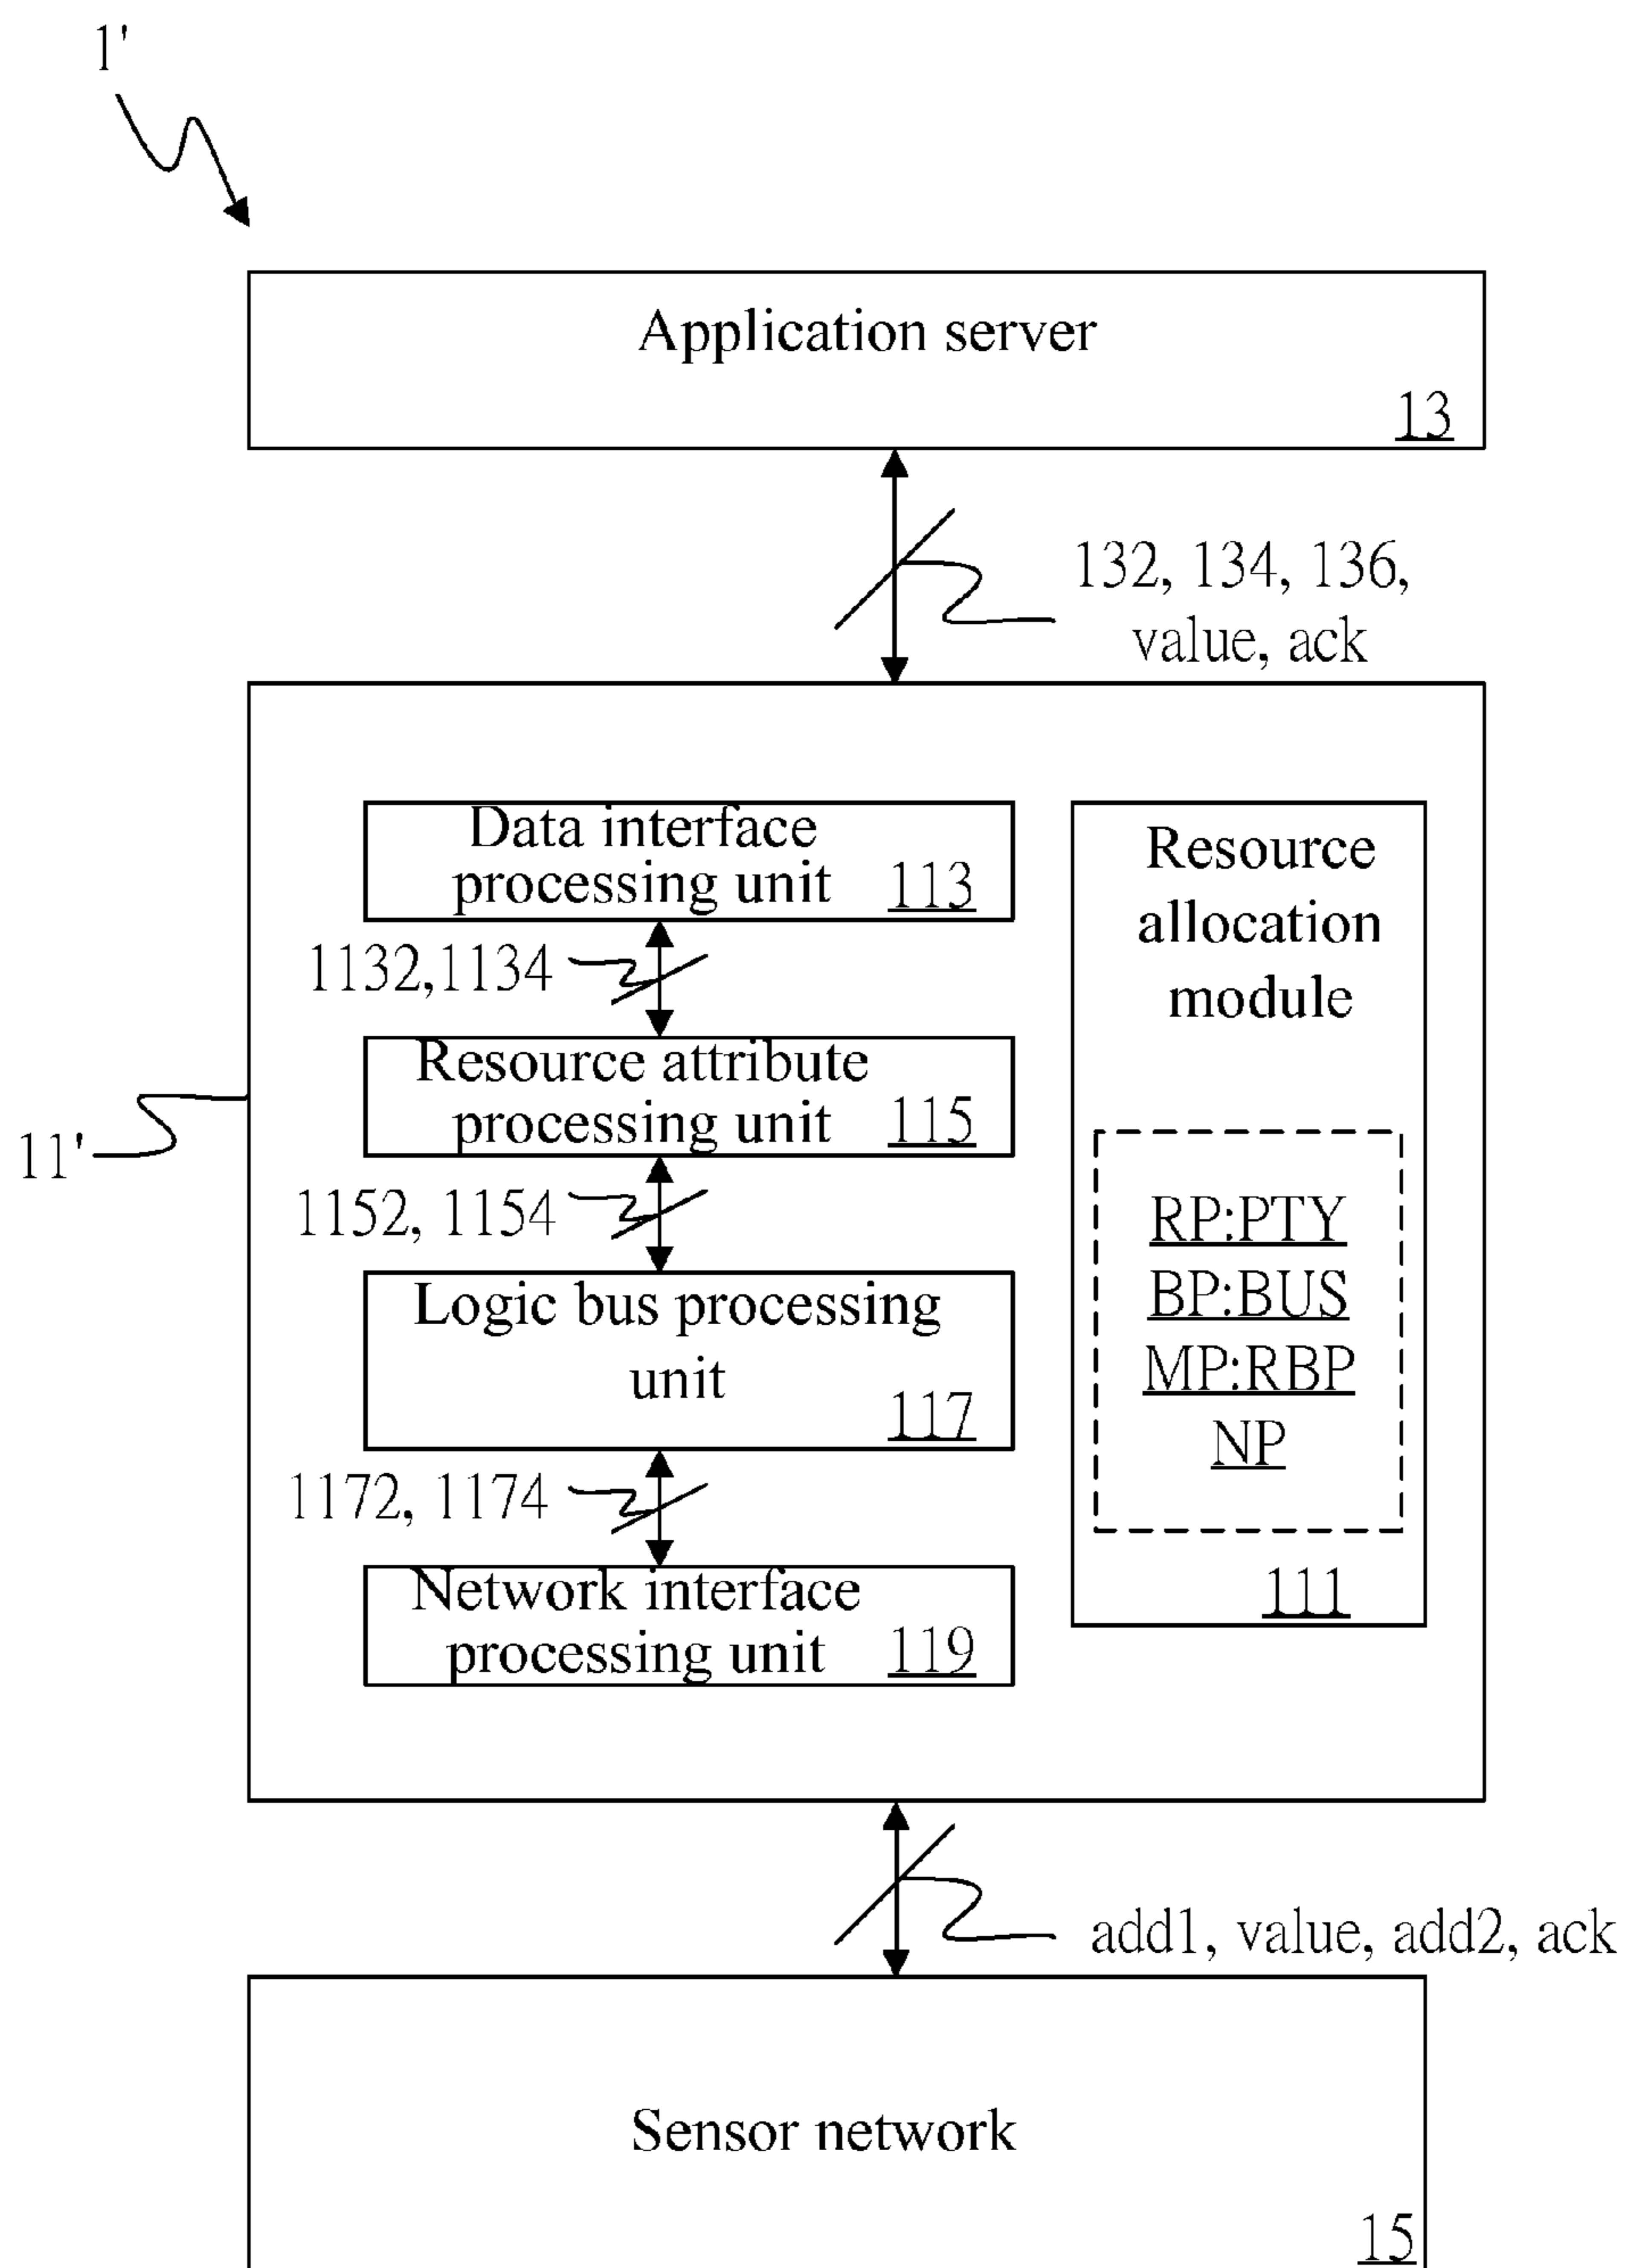 1'
Application server
13
132, 134, 136,
value, ack
Data interface
processing unit 113
1132,1134
Resource attribute
processing unit 115
1152, 1154
Logic bus processing
unit
117
1172, 1174
Network interface
processing unit 119
Resource
allocation
module
RP:PTY
BP:BUS
MP:RBP
NP
111
11'
add1, value, add2, ack
Sensor network
15